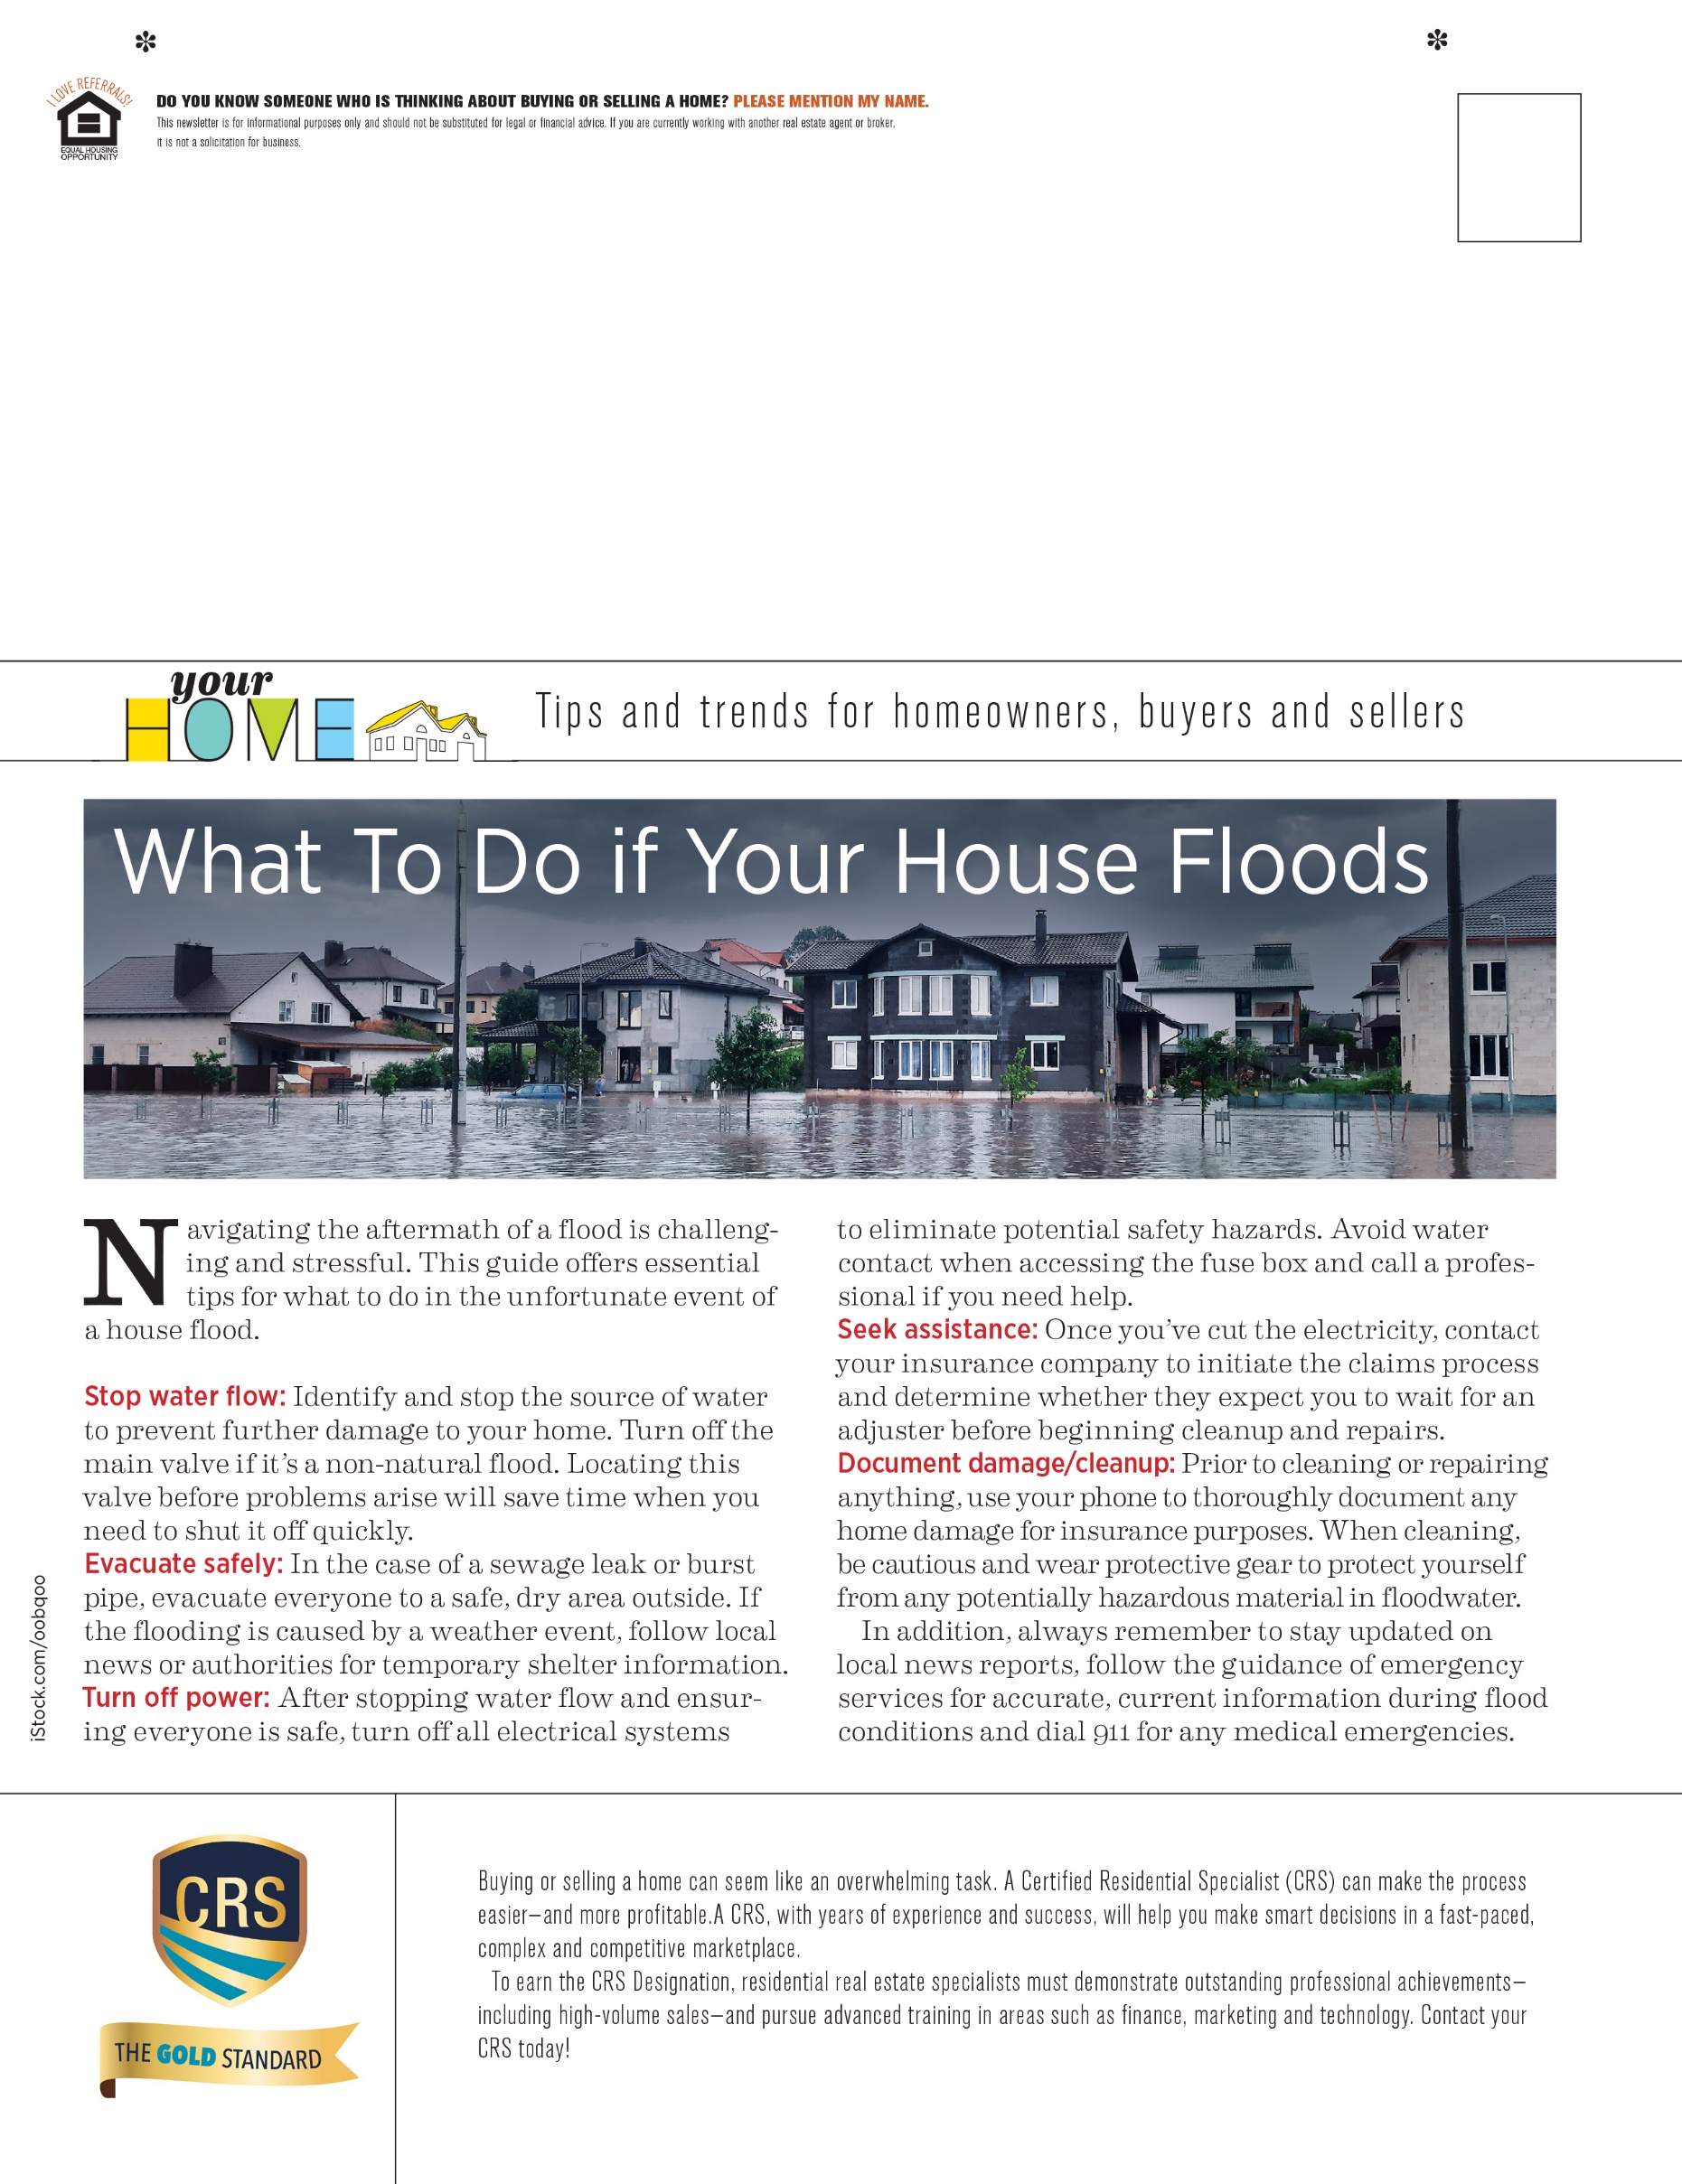 *
*
I LOVE REFERRALS!
EQUAL HOUSING
OPPORTUNITY
DO YOU KNOW SOMEONE WHO IS THINKING ABOUT BUYING OR SELLING A HOME? PLEASE MENTION MY NAME.
This newsletter is for informational purposes only and should not be substituted for legal or financial advice. If you are currently working with another real estate agent or broker,
it is not a solicitation for business.
your
HOME
Tips and trends for homeowners, buyers and sellers
What To Do if Your House Floods
Navigating the aftermath of a flood is challeng-
ing and stressful. This guide offers essential
tips for what to do in the unfortunate event of
a house flood.
Stop water flow: Identify and stop the source of water
to prevent further damage to your home. Turn off the
main valve if it’s a non-natural flood. Locating this
valve before problems arise will save time when you
need to shut it off quickly.
Evacuate safely: In the case of a sewage leak or burst
pipe, evacuate everyone to a safe, dry area outside. If
the flooding is caused by a weather event, follow local
news or authorities for temporary shelter information.
Turn off power: After stopping water flow and ensur-
ing everyone is safe, turn off all electrical systems
to eliminate potential safety hazards. Avoid water
contact when accessing the fuse box and call a profes-
sional if you need help.
Seek assistance: Once you’ve cut the electricity, contact
your insurance company to initiate the claims process
and determine whether they expect you to wait for an
adjuster before beginning cleanup and repairs.
Document damage/cleanup: Prior to cleaning or repairing
anything, use your phone to thoroughly document any
home damage for insurance purposes. When cleaning,
be cautious and wear protective gear to protect yourself
from any potentially hazardous material in floodwater.
In addition, always remember to stay updated on
local news reports, follow the guidance of emergency
services for accurate, current information during flood
conditions and dial 911 for any medical emergencies.
iStock.com/oobqoo
CRS
THE GOLD STANDARD
Buying or selling a home can seem like an overwhelming task. A Certified Residential Specialist (CRS) can make the process
easier—and more profitable.A CRS, with years of experience and success, will help you make smart decisions in a fast-paced,
complex and competitive marketplace.
To earn the CRS Designation, residential real estate specialists must demonstrate outstanding professional achievements—
including high-volume sales—and pursue advanced training in areas such as finance, marketing and technology. Contact your
CRS today!